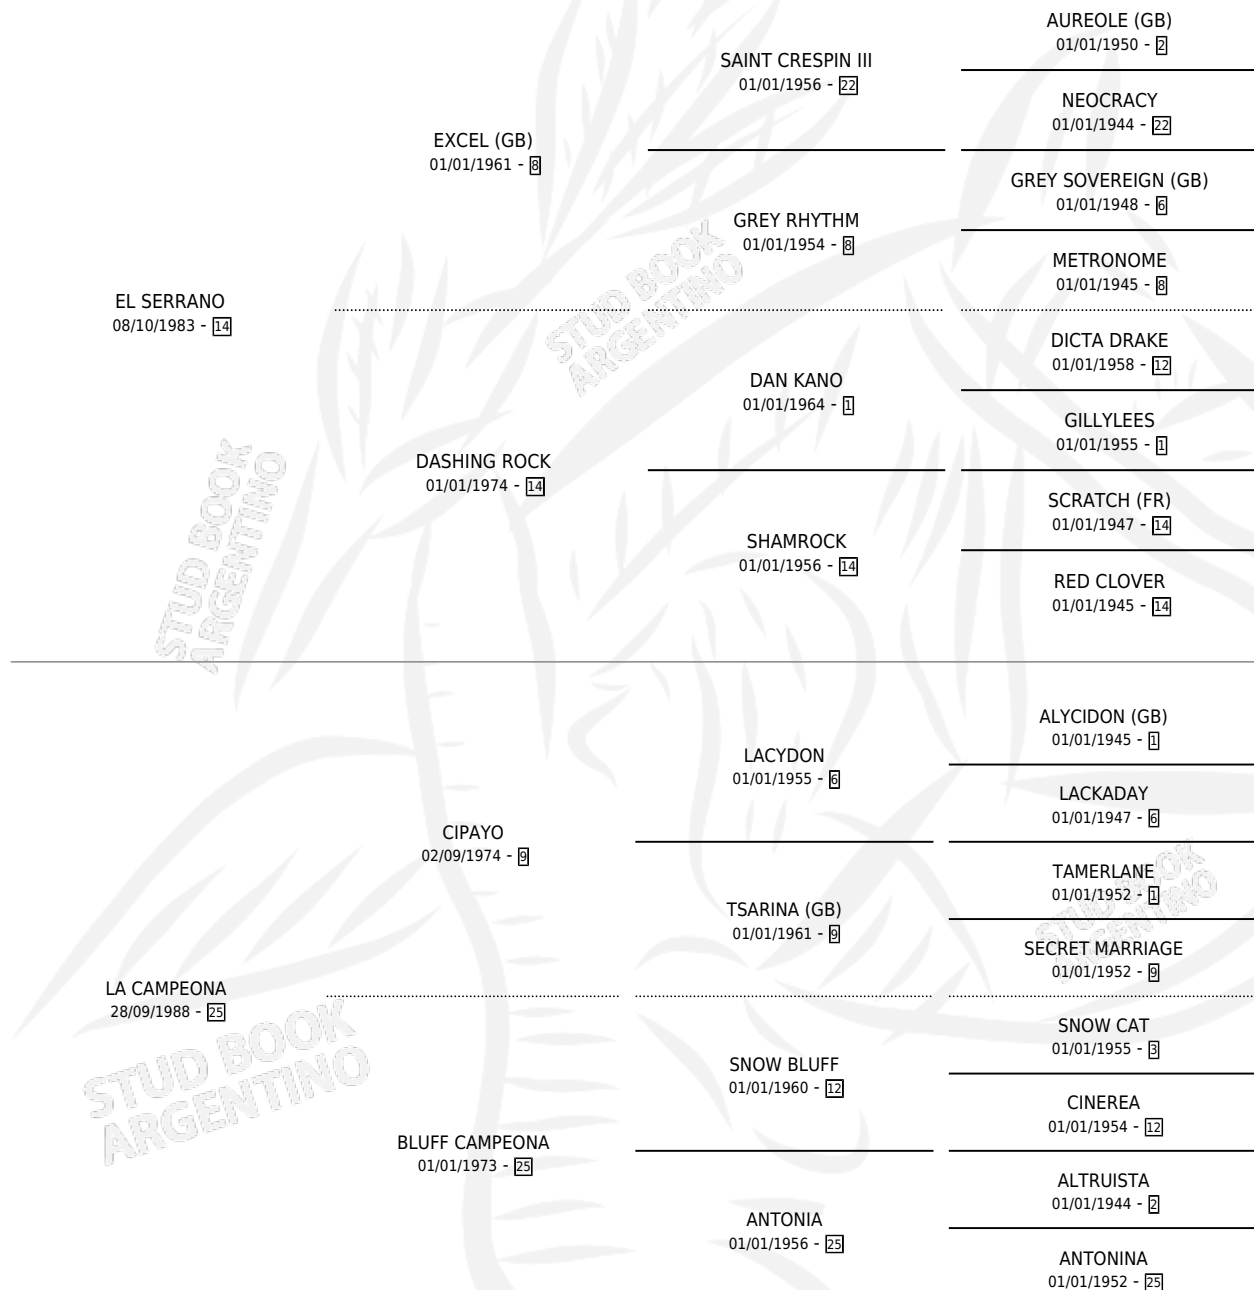 AUREOLE (GB)
01/01/1950 - 2
SAINT CRESPIN III
01/01/1956 - 22
NEOCRACY
01/01/1944 - 22
EXCEL (GB)
01/01/1961 - 8
GREY SOVEREIGN (GB)
01/01/1948 - 6
GREY RHYTHM
01/01/1954 - 8
METRONOME
01/01/1945 - 8
EL SERRANO
08/10/1983 - 14
DICTA DRAKE
01/01/1958 - 12
DAN KANO
01/01/1964 - 1
GILLYLEES
01/01/1955 - 1
DASHING ROCK
01/01/1974 - 14
SCRATCH (FR)
01/01/1947 - 14
SHAMROCK
01/01/1956 - 14
RED CLOVER
01/01/1945 - 14
ALYCIDON (GB)
01/01/1945 - 1
LACYDON
01/01/1955 - 6
LACKADAY
01/01/1947 - 6
CIPAYO
02/09/1974 - 9
TAMERLANE
01/01/1952 - 1
TSARINA (GB)
01/01/1961 - 9
SECRET MARRIAGE
01/01/1952 - 9
LA CAMPEONA
28/09/1988 - 25
SNOW CAT
01/01/1955 - 3
SNOW BLUFF
01/01/1960 - 12
CINEREA
01/01/1954 - 12
BLUFF CAMPEONA
01/01/1973 - 25
ALTRUISTA
01/01/1944 - 2
ANTONIA
01/01/1956 - 25
ANTONINA
01/01/1952 - 25
STUD BOOK
ARGENTINO
STUD BOOK
ARGENTINO
STUD BOOK
ARGENTINO
STUD BOOK
ARGENTINO